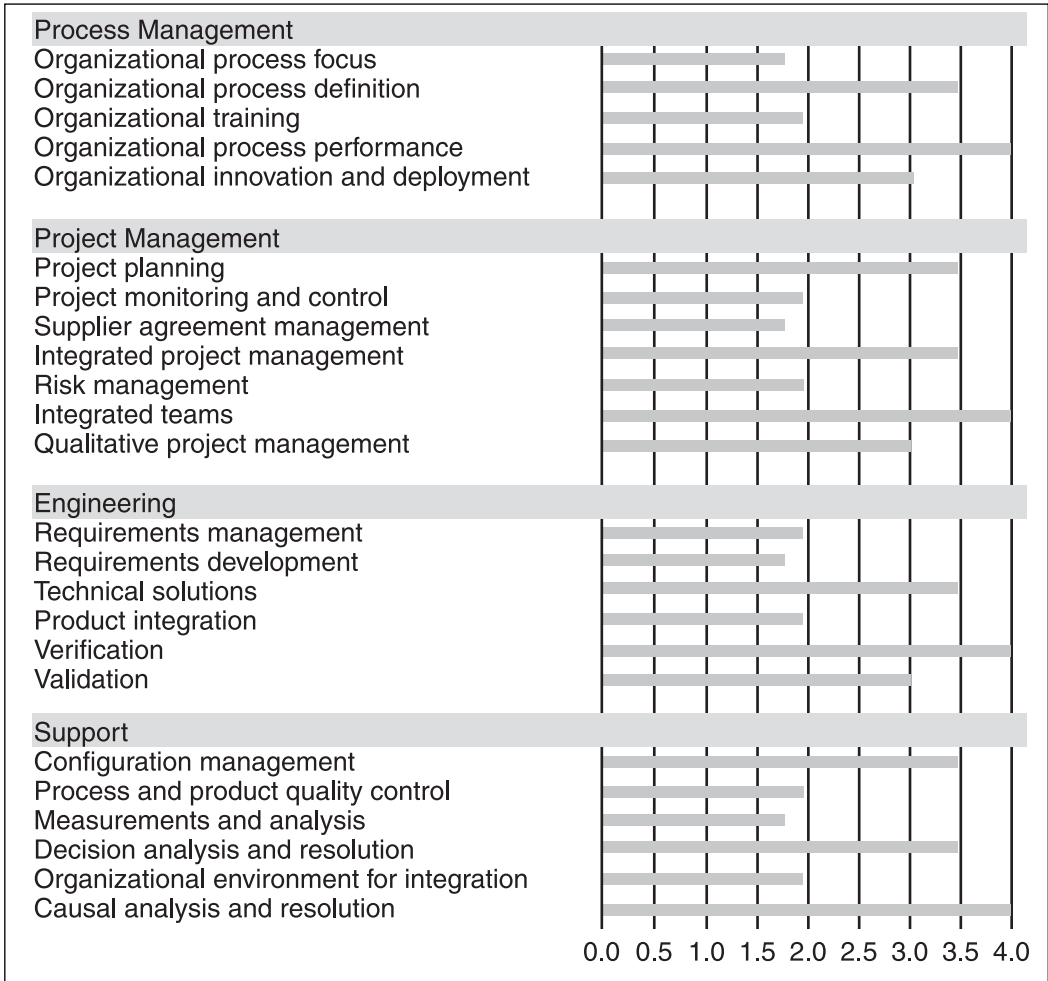 Process Management
Organizational process focus
Organizational process definition
Organizational training
Organizational process performance
Organizational innovation and deployment
Project Management
Project planning
Project monitoring and control
Supplier agreement management
Integrated project management
Risk management
Integrated teams
Qualitative project management
Engineering
Requirements management
Requirements development
Technical solutions
Product integration
Verification
Validation
Support
Configuration management
Process and product quality control
Measurements and analysis
Decision analysis and resolution
Organizational environment for integration
Causal analysis and resolution
0.0 0.5 1.0 1.5 2.0 2.5 3.0 3.5 4.0